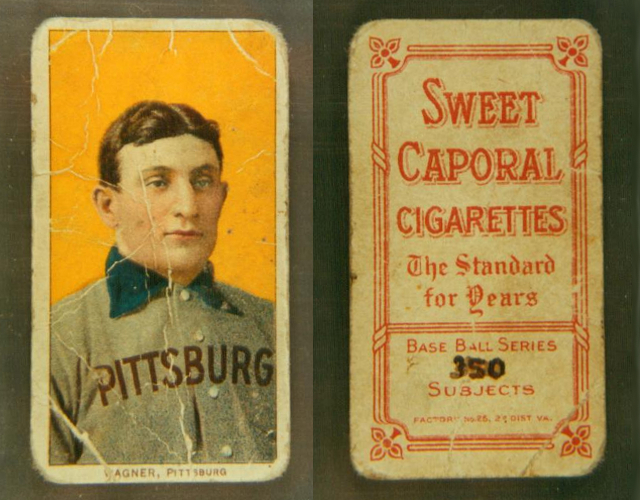 PITTSBURG
WAGNER, PITTSBURG
SWEET
CAPORAL
CIGARETTES
The Standard
for Years
BASE BALL SERIES
350
SUBJECTS
FACTORY No 25, 2d DIST. VA.